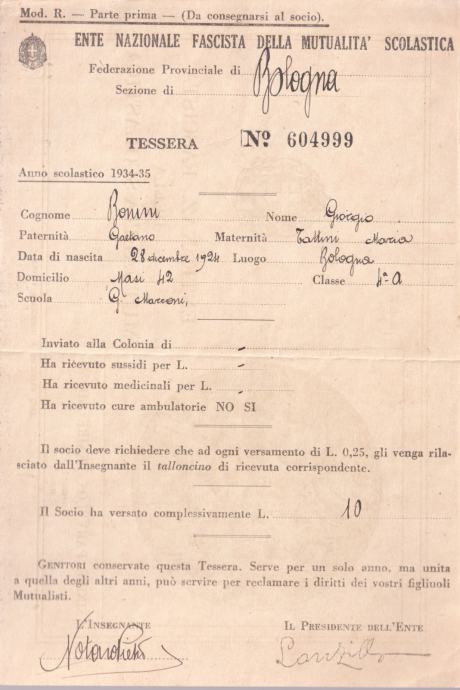 Mod. R. — Parte prima — (Da consegnarsi al socio).
ENTE NAZIONALE FASCISTA DELLA MUTUALITA' SCOLASTICA
Federazione Provinciale di Bologna
Sezione di
TESSERA No. 604999
Anno scolastico 1934-35
Cognome Bonini Nome Giorgio
Paternità Gaetano Maternità Tattini Maria
Data di nascita 28 dicembre 1924 Luogo Bologna
Domicilio Masi 42 Classe 4a A
Scuola G. Marconi,
Inviato alla Colonia di -
Ha ricevuto sussidi per L. -
Ha ricevuto medicinali per L. -
Ha ricevuto cure ambulatorie NO SI
Il socio deve richiedere che ad ogni versamento di L. 0,25, gli venga rila-
sciato dall'Insegnante il talloncino di ricevuta corrispondente.
Il Socio ha versato complessivamente L. 10
GENITORI conservate questa Tessera. Serve per un solo anno, ma unita
a quella degli altri anni, può servire per reclamare i diritti dei vostri figliuoli
Mutualisti.
L'INSEGNANTE IL PRESIDENTE DELL'ENTE